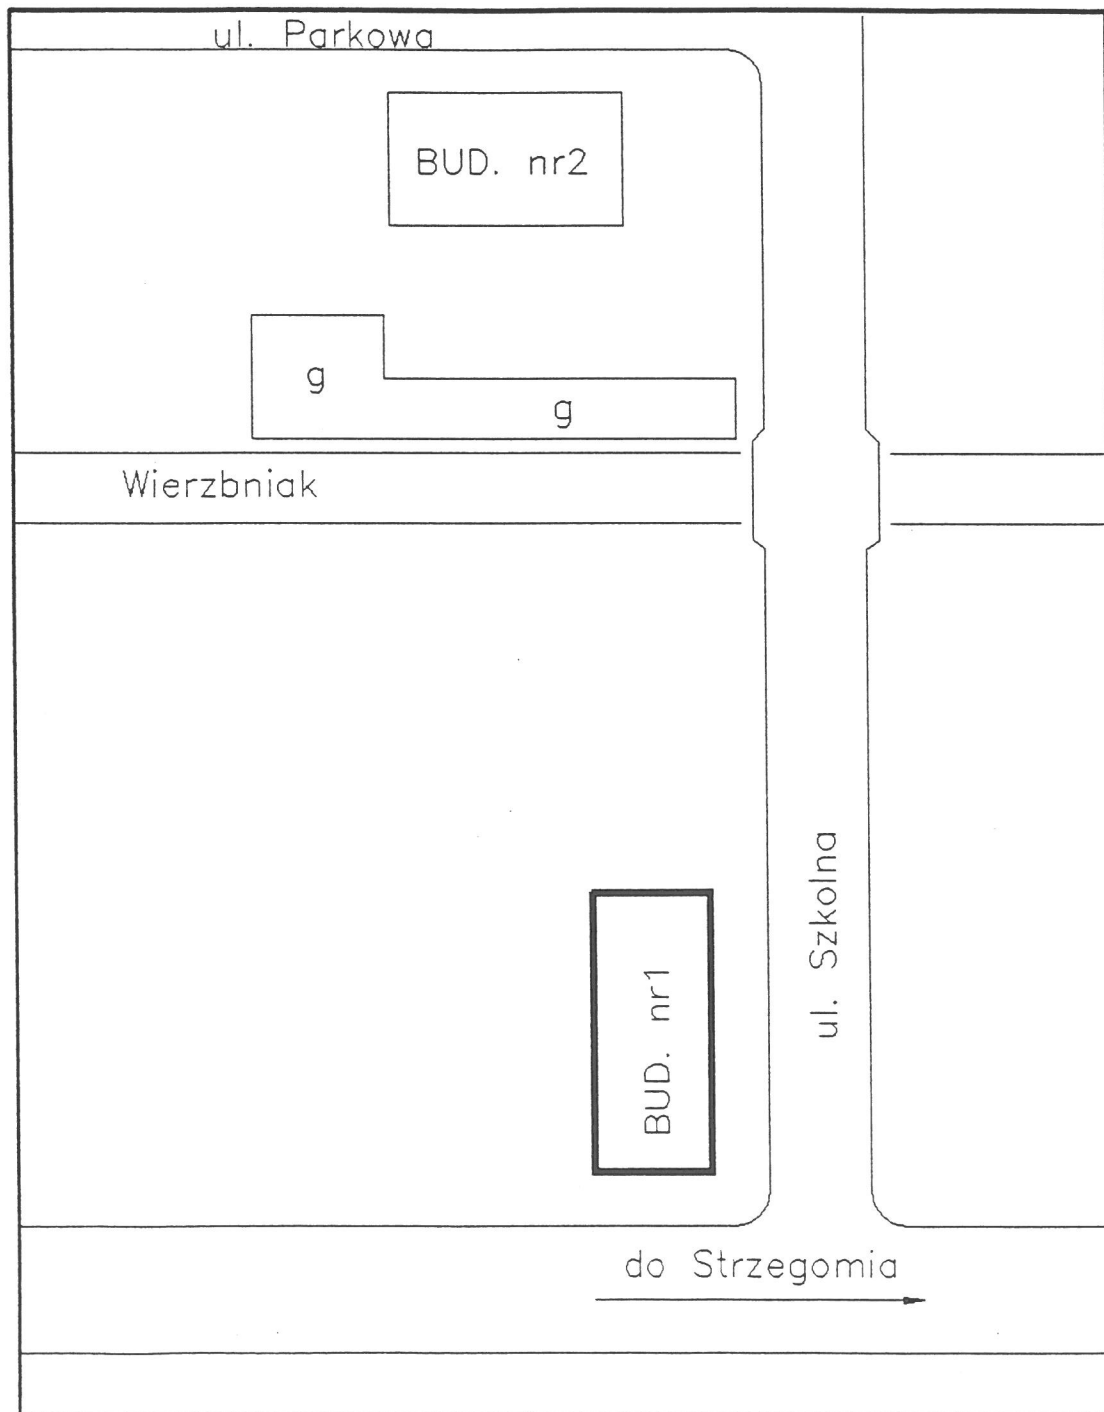 ul. Parkowa
BUD. nr2
g
g
Wierzbniak
ul. Szkolna
BUD. nr1
do Strzegomia